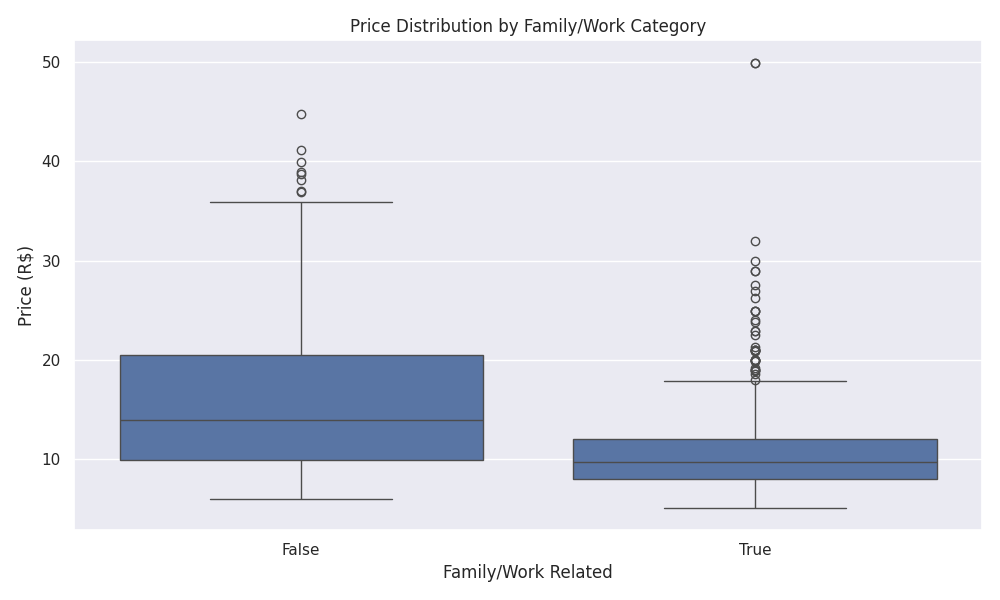 Price Distribution by Family/Work Category
50
40
30
20
10
Price (R$)
False
True
Family/Work Related